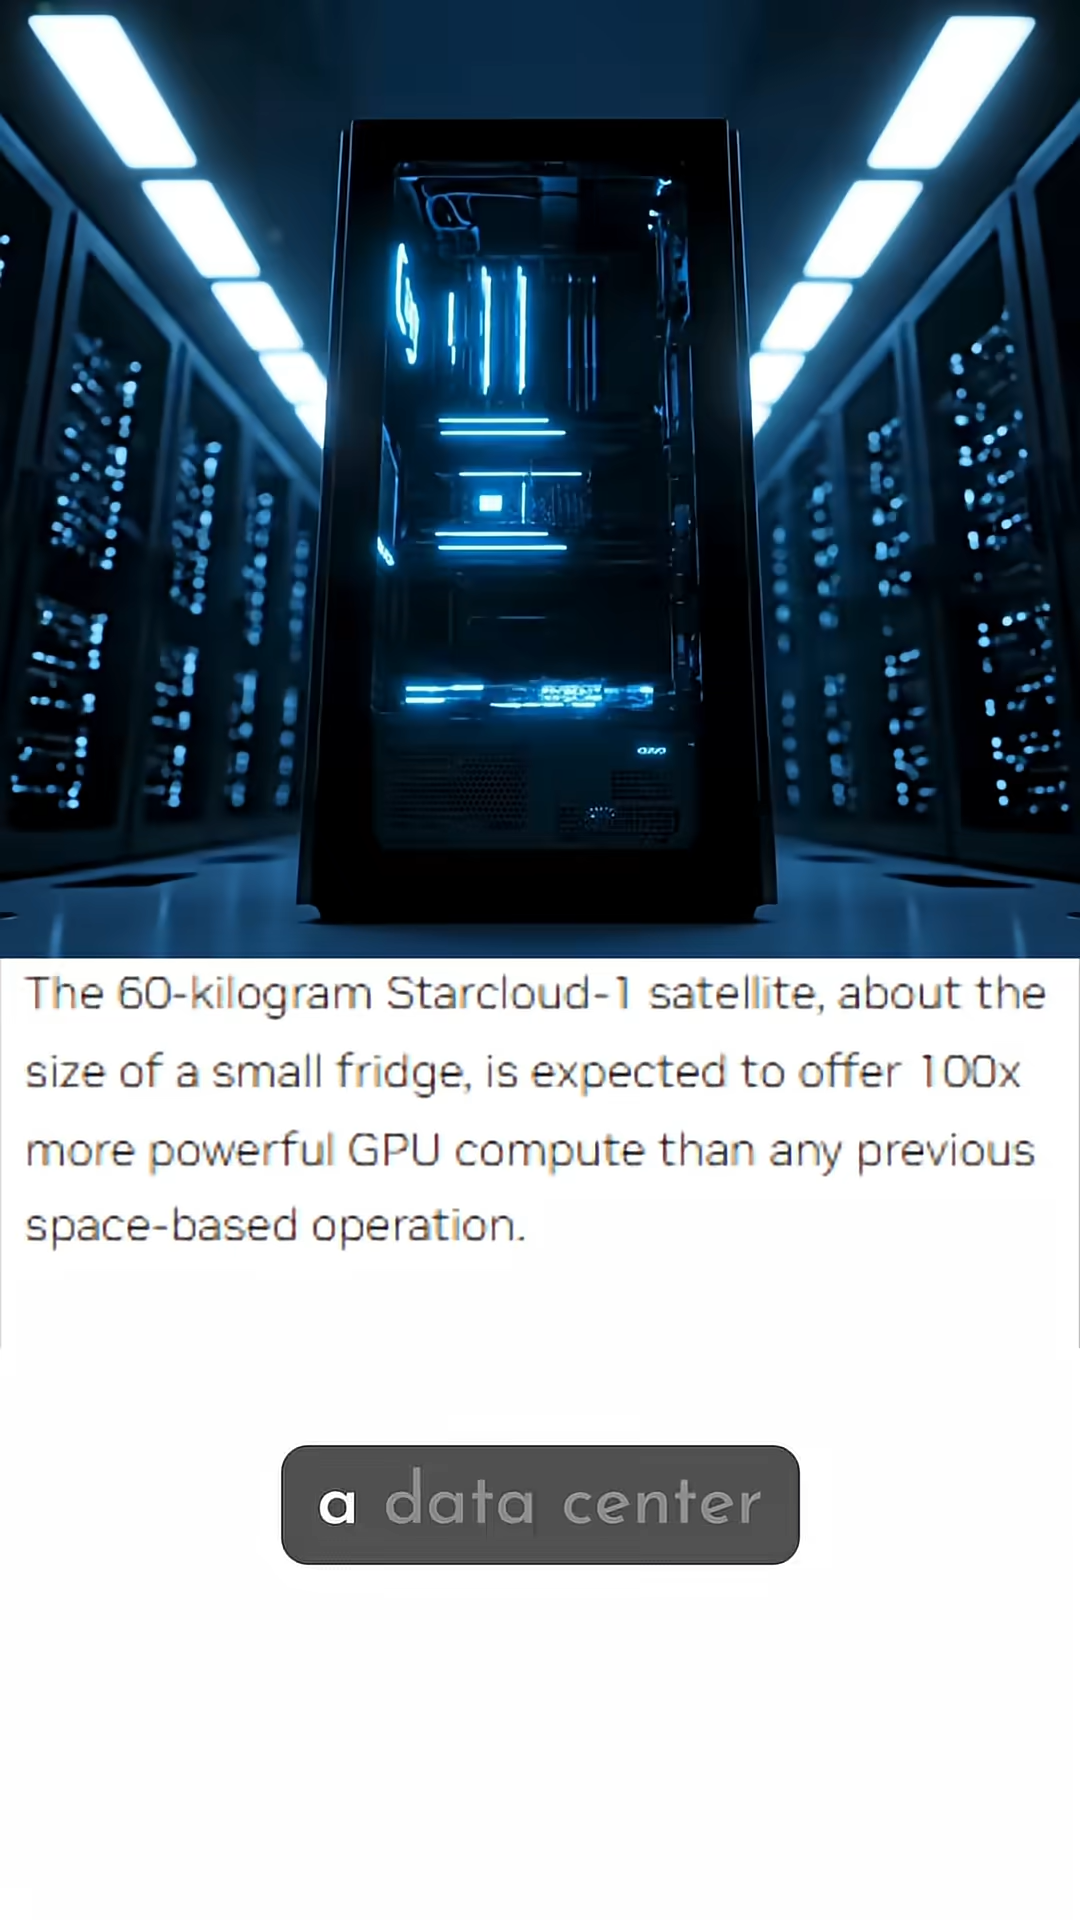 The 60-kilogram Starcloud-1 satellite, about the
size of a small fridge, is expected to offer 100x
more powerful GPU compute than any previous
space-based operation.
a data center